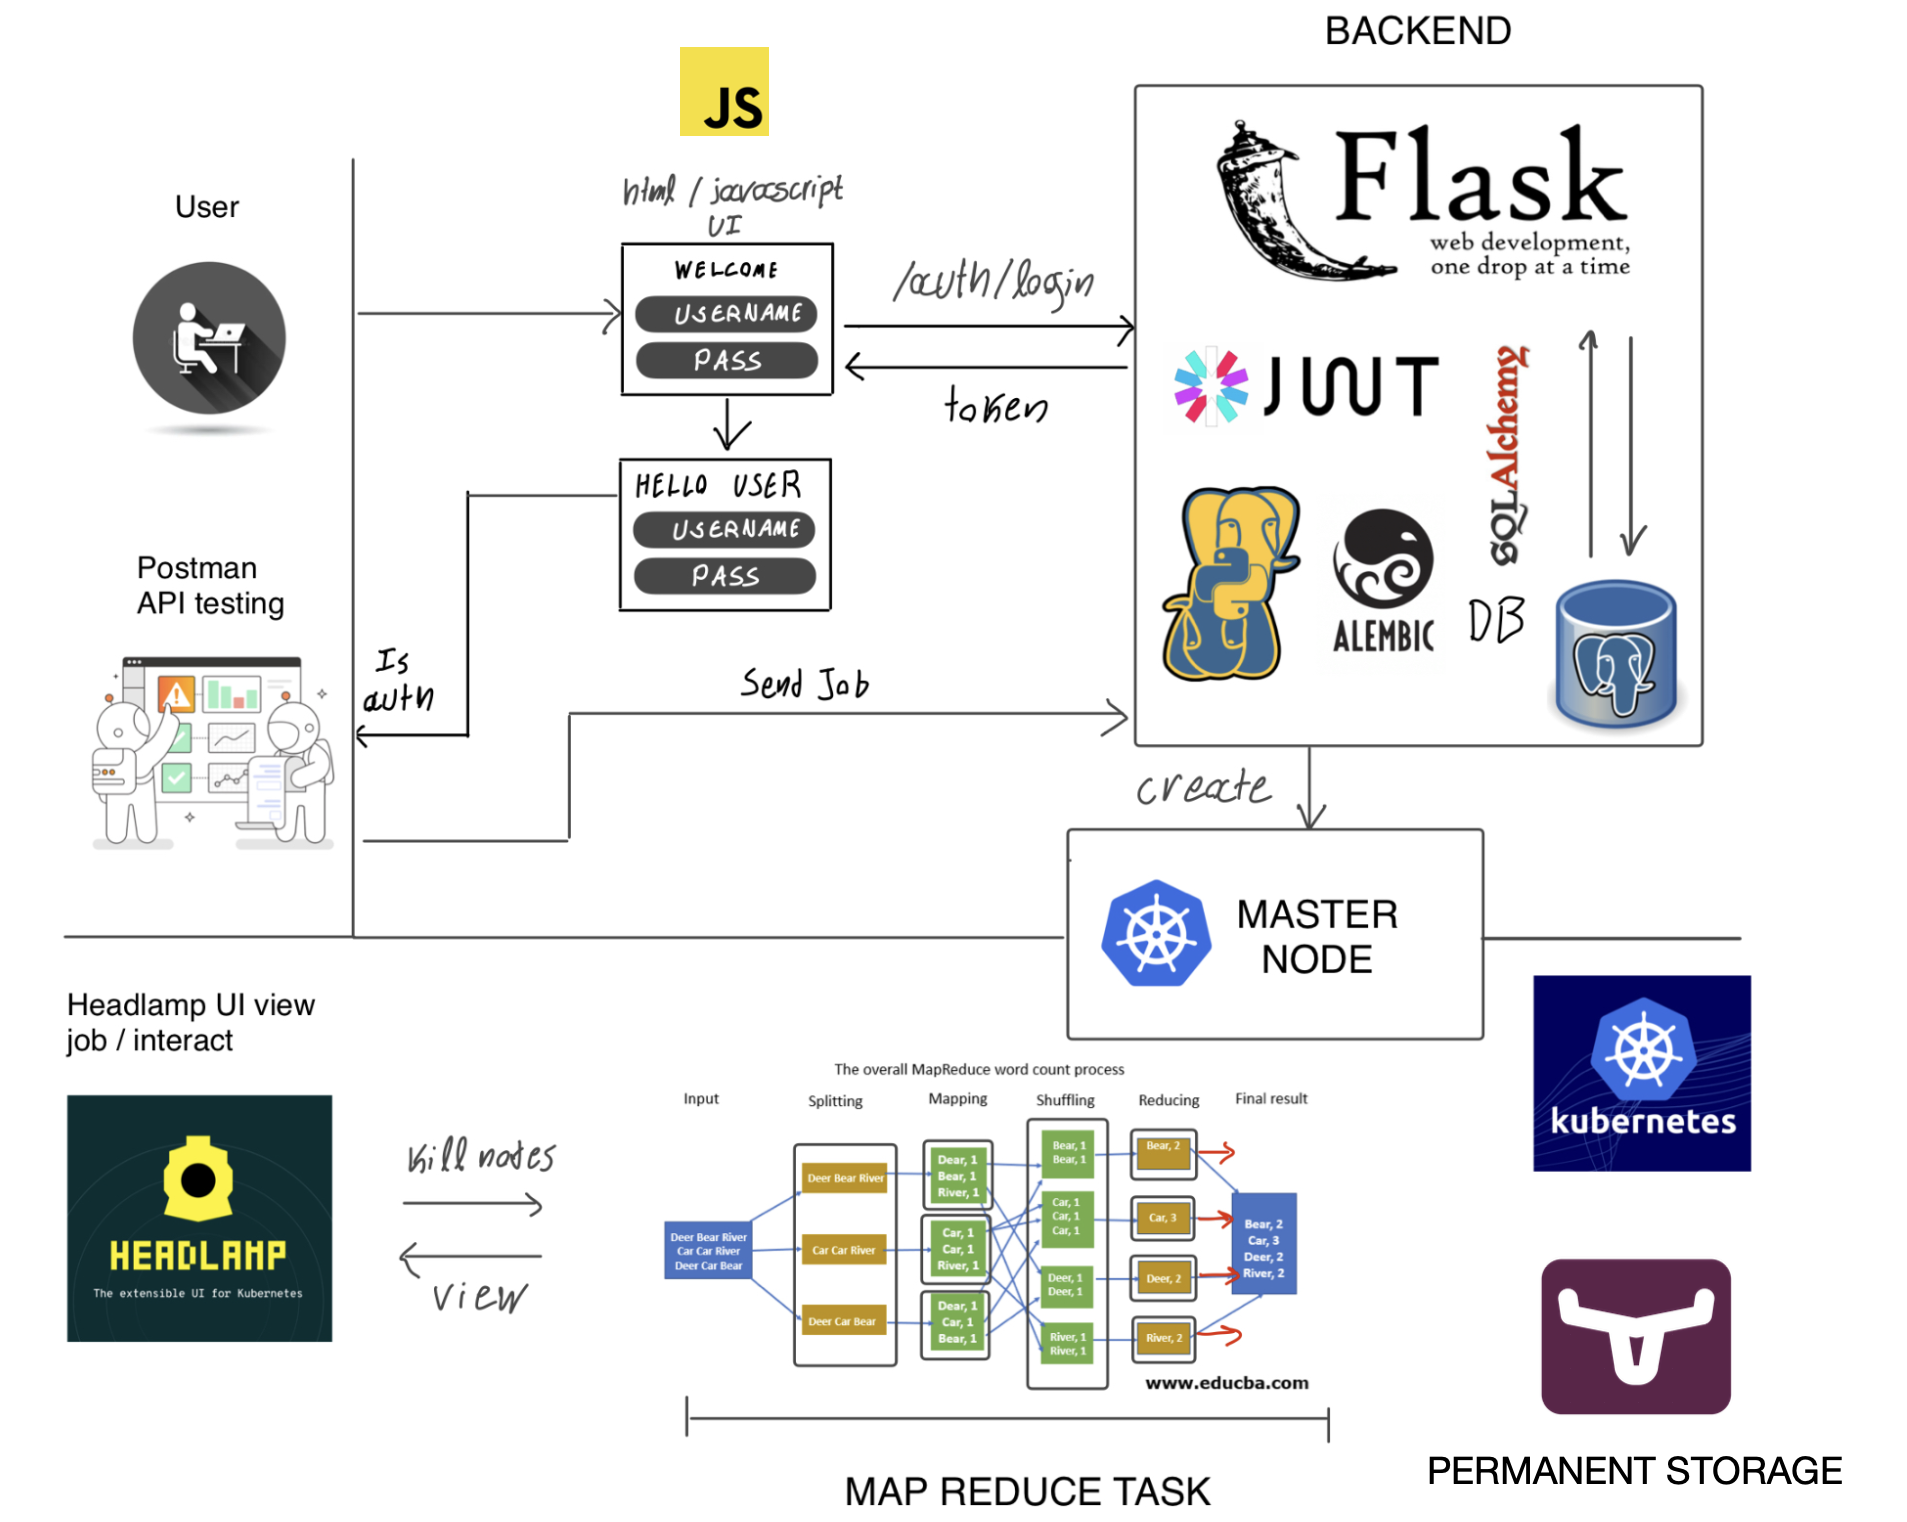 BACKEND
JS
html / javascript
UI
User
WELCOME
USERNAME
PASS
/auth/login
token
Flask
web development,
one drop at a time
JWT
SQLAlchemy
HELLO USER
USERNAME
PASS
ALEMBIC
DB
Postman
API testing
Is
auth
Send Job
create
MASTER
NODE
Headlamp UI view
job / interact
kubernetes
HEADLAMP
The extensible UI for Kubernetes
Kill notes
view
The overall MapReduce word count process
Input
Splitting
Mapping
Shuffling
Reducing
Final result
Deer Bear River
Car Car River
Deer Car Bear
Deer Bear River
Car Car River
Deer Car Bear
Dear, 1
Bear, 1
River, 1
Car, 1
Car, 1
River, 1
Dear, 1
Car, 1
Bear, 1
Bear, 1
Bear, 1
Car, 1
Car, 1
Car, 1
Deer, 1
Deer, 1
River, 1
River, 1
Bear, 2
Car, 3
Deer, 2
River, 2
Bear, 2
Car, 3
Deer, 2
River, 2
www.educba.com
MAP REDUCE TASK
PERMANENT STORAGE